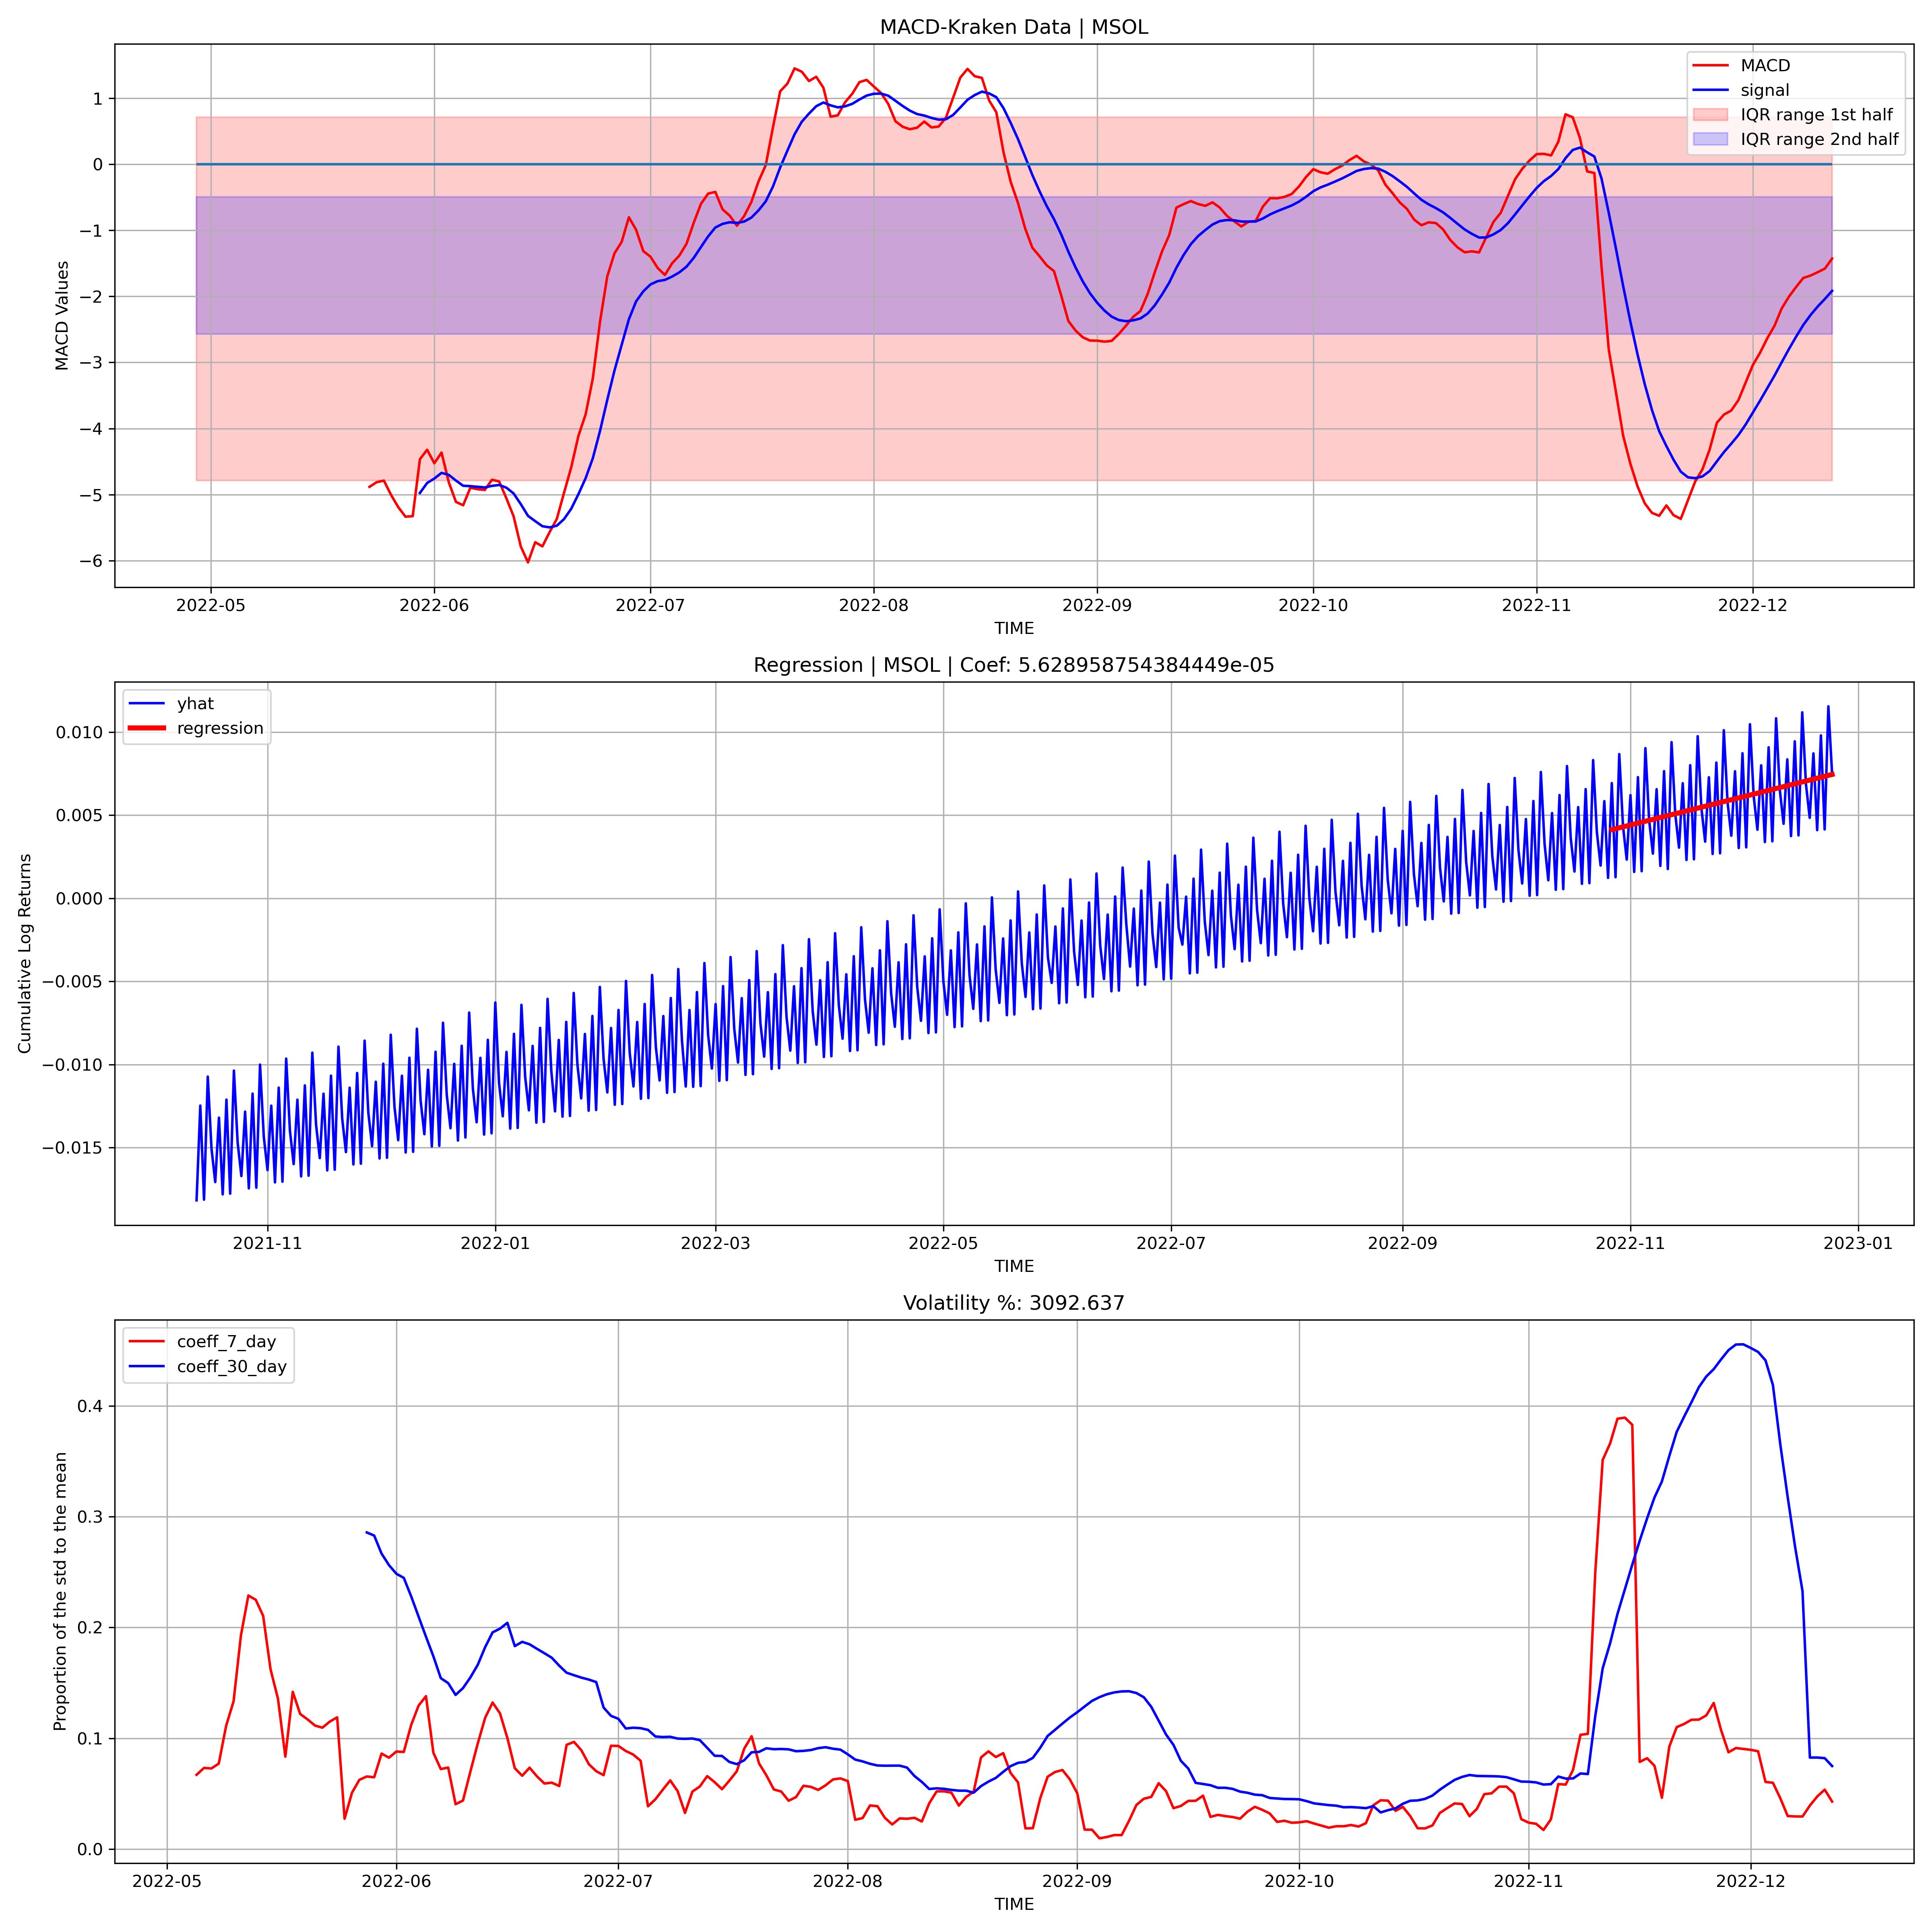 MACD-Kraken Data | MSOL
MACD
signal
IQR range 1st half
IQR range 2nd half
1
0
−1
−2
−3
−4
−5
−6
MACD Values
2022-05 2022-06 2022-07 2022-08 2022-09 2022-10 2022-11 2022-12
TIME
Regression | MSOL | Coef: 5.628958754384449e-05
yhat
regression
0.010
0.005
0.000
−0.005
−0.010
−0.015
Cumulative Log Returns
2021-11 2022-01 2022-03 2022-05 2022-07 2022-09 2022-11 2023-01
TIME
Volatility %: 3092.637
coeff_7_day
coeff_30_day
0.4
0.3
0.2
0.1
0.0
Proportion of the std to the mean
2022-05 2022-06 2022-07 2022-08 2022-09 2022-10 2022-11 2022-12
TIME